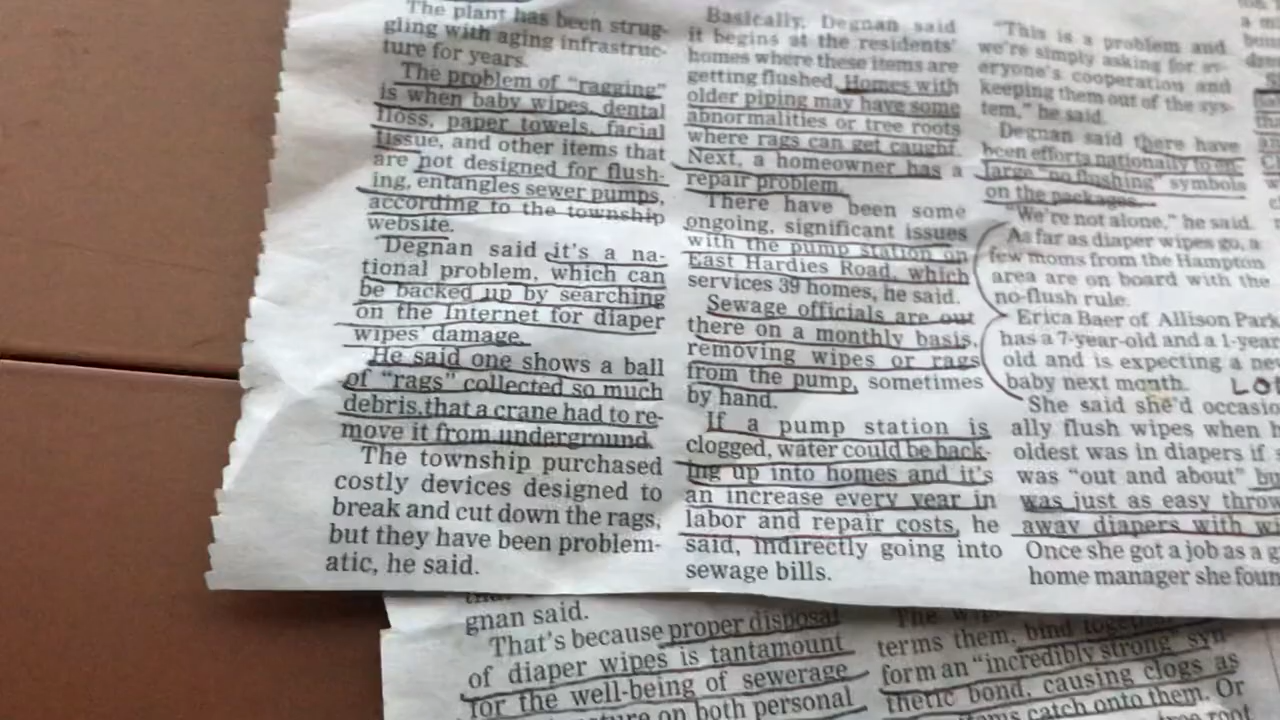 The plant has been strug-
gling with aging infrastruc-
ture for years.
The problem of "ragging"
is when baby wipes, dental
floss, paper towels, facial
tissue, and other items that
are not designed for flush-
ing, entangles sewer pumps,
according to the township
website.
Degnan said it's a na-
tional problem, which can
be backed up by searching
on the Internet for diaper
wipes' damage.
He said one shows a ball
of "rags" collected so much
debris that a crane had to re-
move it from underground.
The township purchased
costly devices designed to
break and cut down the rags,
but they have been problem-
atic, he said.
Basically, Degnan said
it begins at the residents'
homes where these items are
getting flushed. Homes with
older piping may have some
abnormalities or tree roots
where rags can get caught.
Next, a homeowner has a
repair problem.
There have been some
ongoing, significant issues
with the pump station on
East Hardies Road, which
services 39 homes, he said.
Sewage officials are out
there on a monthly basis,
removing wipes or rags
from the pump, sometimes
by hand.
If a pump station is
clogged, water could be back-
ing up into homes and it's
an increase every year in
labor and repair costs, he
said, indirectly going into
sewage bills.
"This is a problem and
we're simply asking for ev-
eryone's cooperation and
keeping them out of the sys-
tem," he said.
Degnan said there have
been efforts nationally to
large "no flushing" symbols
on the packages.
"We're not alone," he said.
As far as diaper wipes go, a
few moms from the Hampton
area are on board with the
no-flush rule.
Erica Baer of Allison Park
has a 7-year-old and a 1-year
old and is expecting a
baby next month.
She said she'd occasio
ally flush wipes when h
oldest was in diapers if
was "out and about"
was just as easy throw
away diapers with
Once she got a job as a g
home manager she foun
gnan said.
That's because proper disposal
of diaper wipes is tantamount
for the well-being of sewerage
on both personal
The
terms them, bind together
form an "incredibly strong" syn
thetic bond, causing clogs as
catch onto them. Or
root